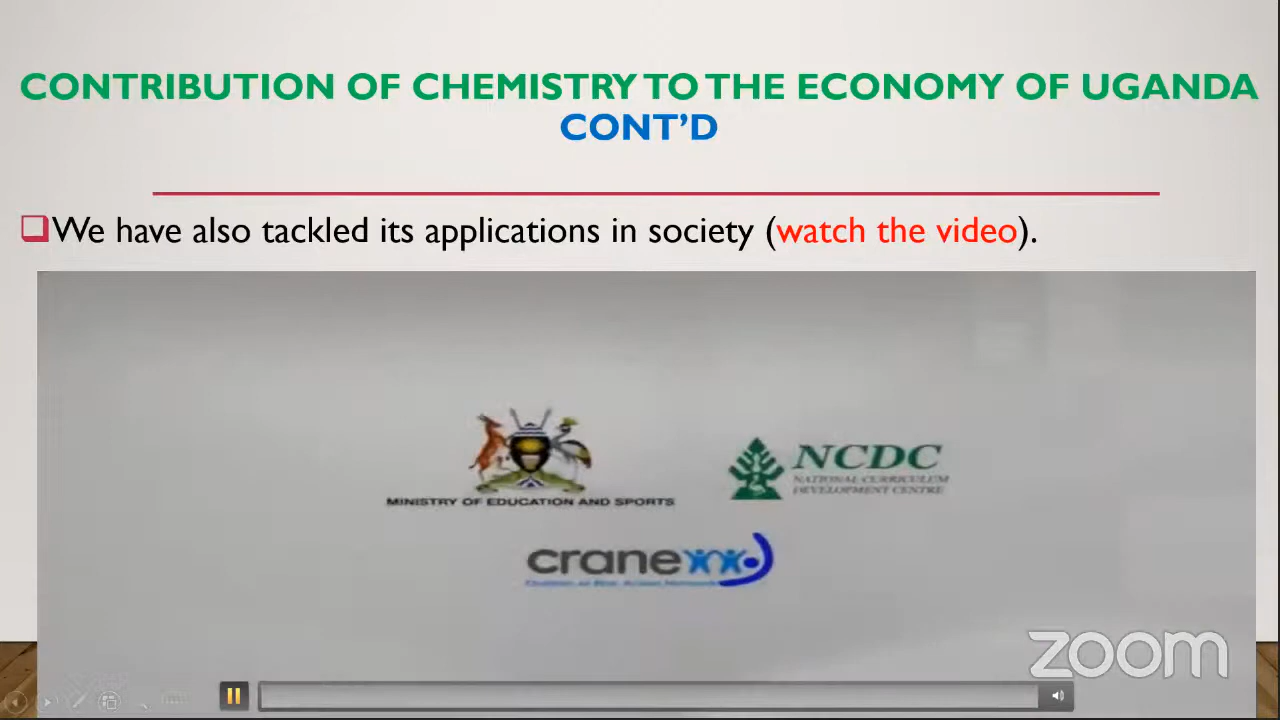 CONTRIBUTION OF CHEMISTRY TO THE ECONOMY OF UGANDA
CONT'D
We have also tackled its applications in society (watch the video).
MINISTRY OF EDUCATION AND SPORTS
NCDC
NATIONAL CURRICULUM
DEVELOPMENT CENTRE
crane
zoom